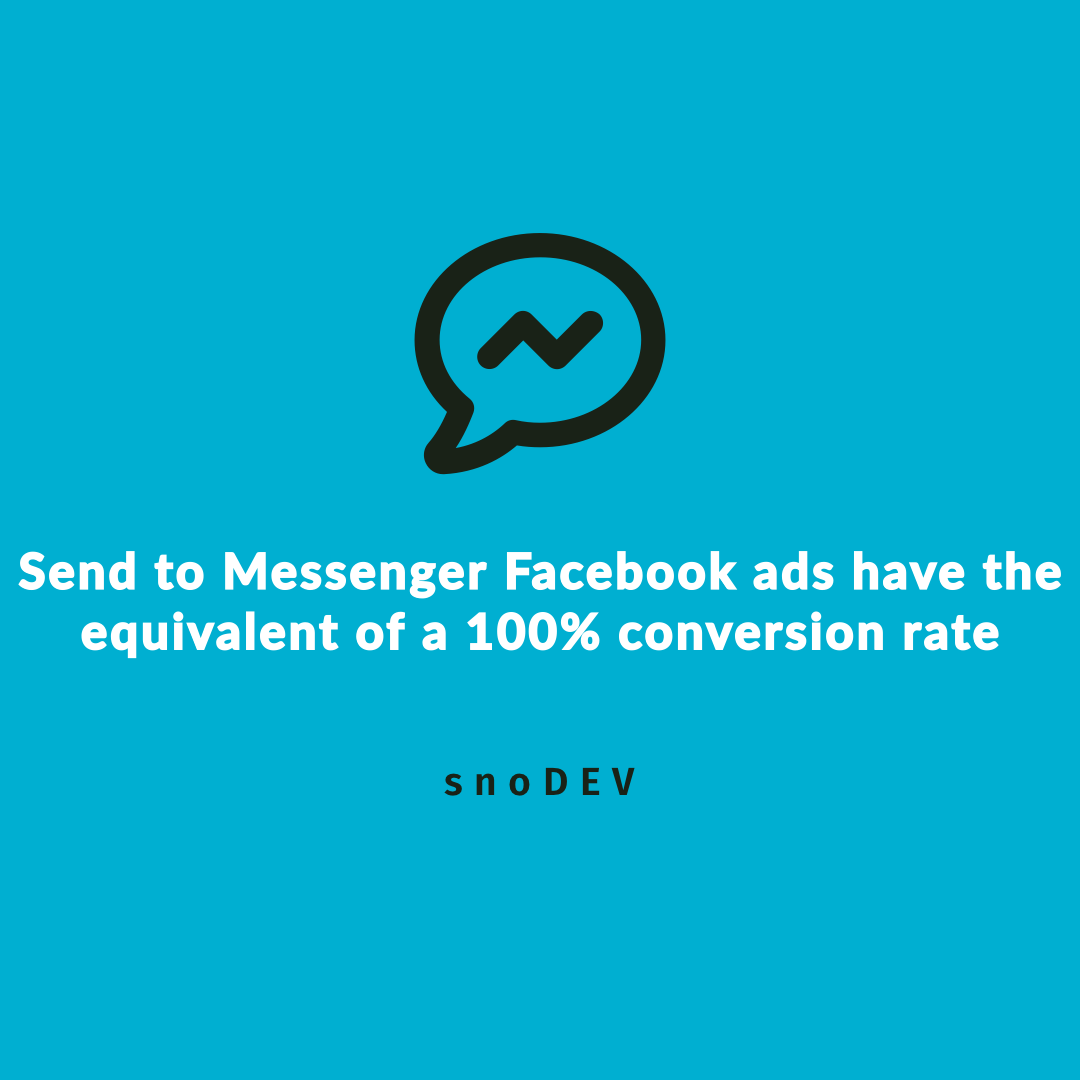 Send to Messenger Facebook ads have the
equivalent of a 100% conversion rate
snoDEV